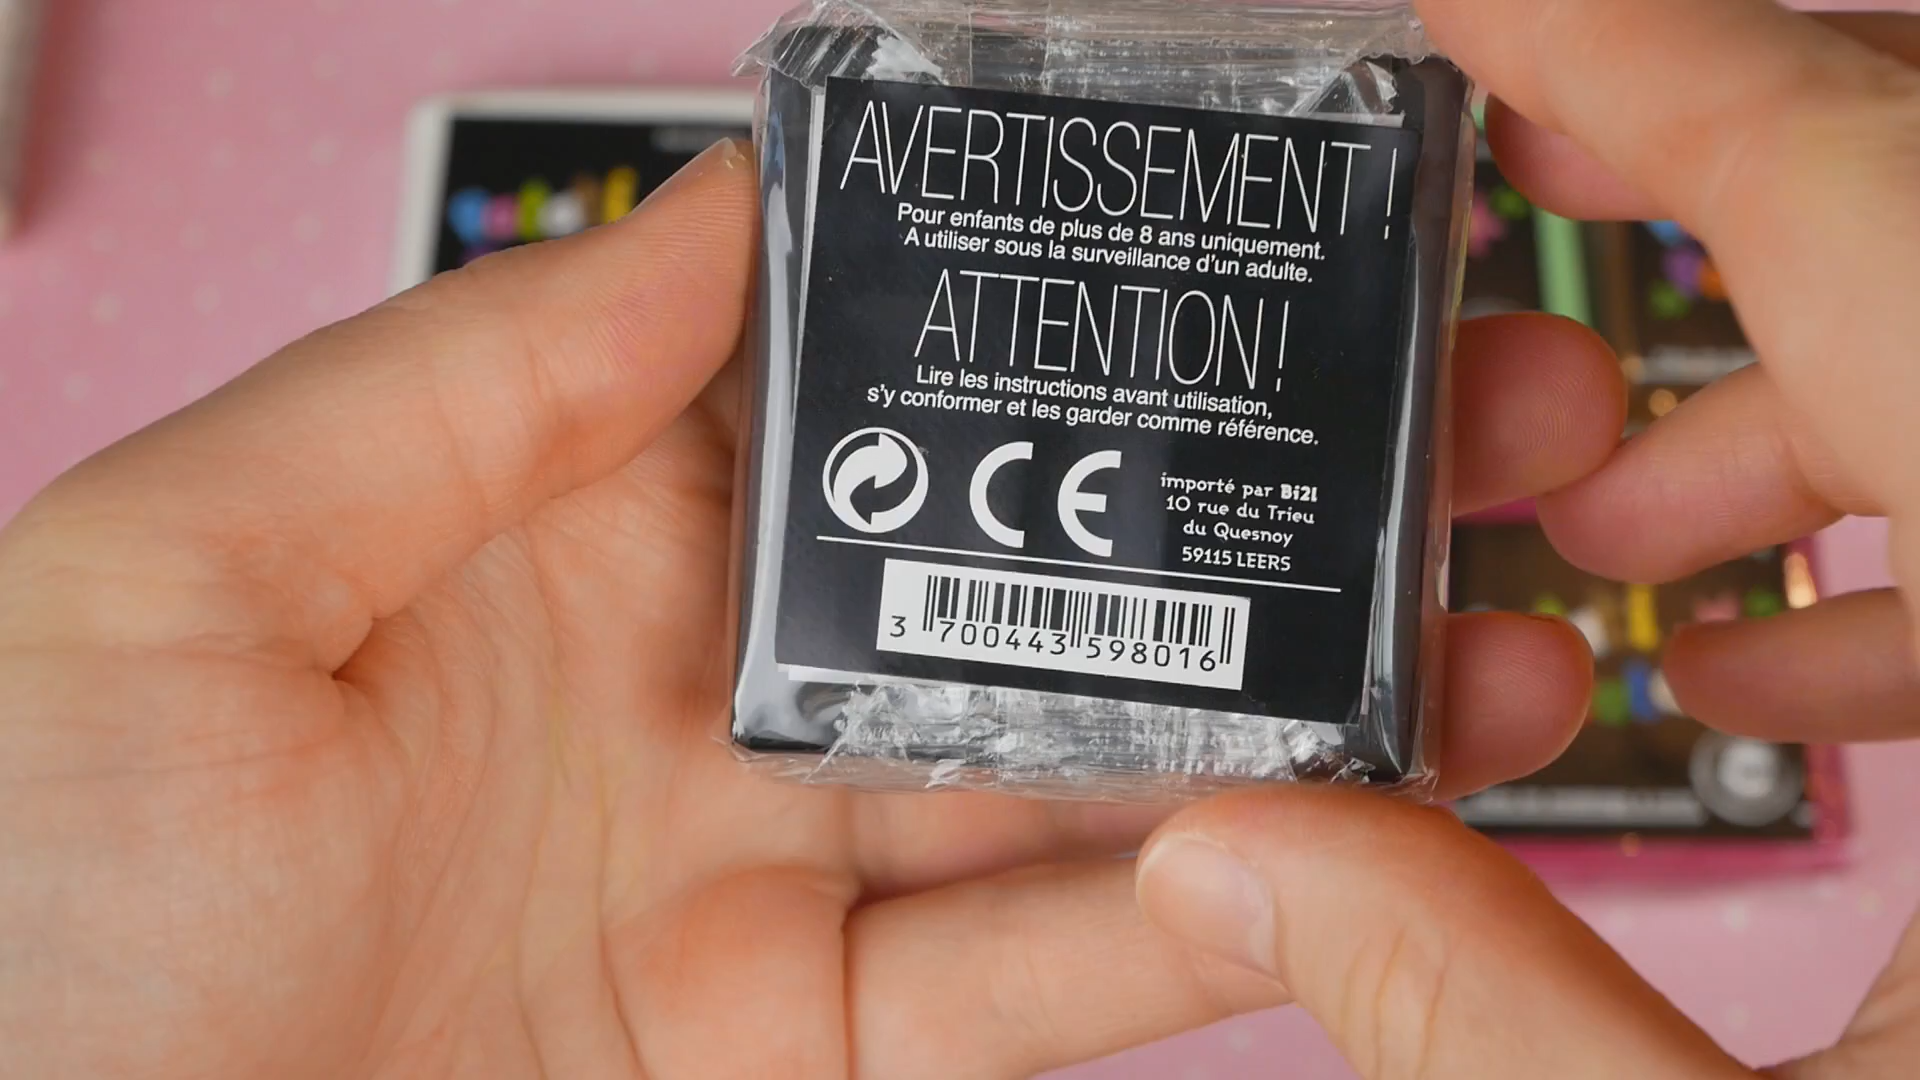 AVERTISSEMENT !
Pour enfants de plus de 8 ans uniquement.
A utiliser sous la surveillance d'un adulte.
ATTENTION !
Lire les instructions avant utilisation,
s'y conformer et les garder comme référence.
CE
importé par Bi2l
10 rue du Trieu
du Quesnoy
59115 LEERS
3 700443 598016